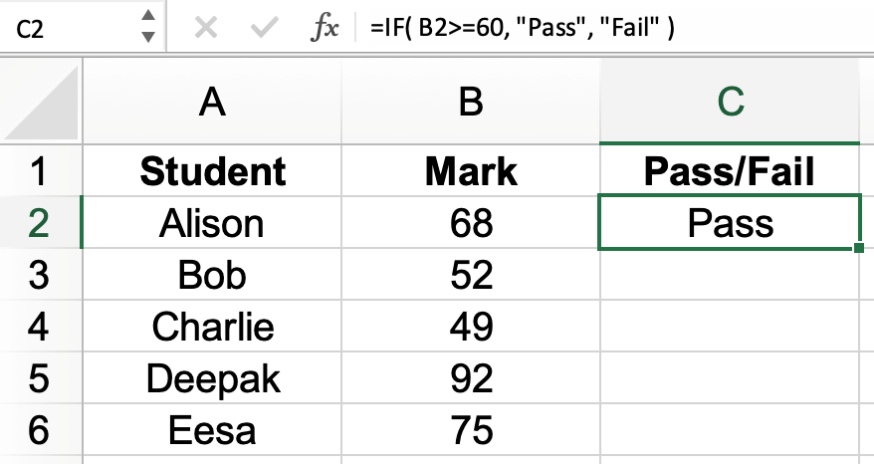 C2 fx =IF( B2>=60, "Pass", "Fail" )
A B C
1 Student Mark Pass/Fail
2 Alison 68 Pass
3 Bob 52
4 Charlie 49
5 Deepak 92
6 Eesa 75